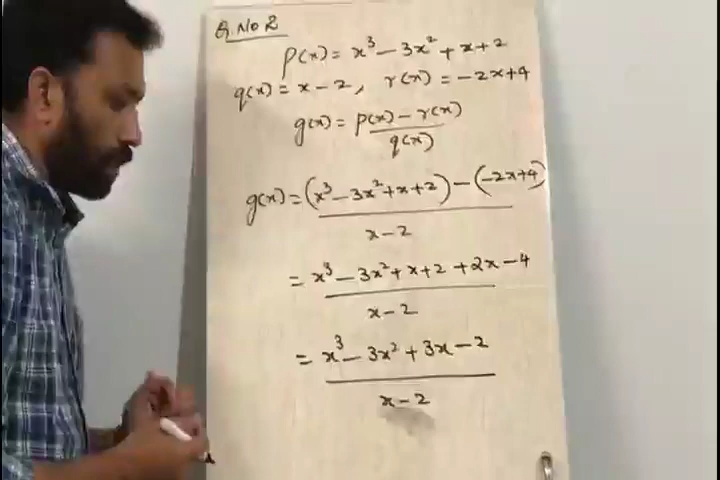 Q.No 2
p(x) = x³ - 3x² + x + 2
q(x) = x - 2, r(x) = -2x+4
g(x) = p(x) - r(x)
q(x)
g(x) = (x³ - 3x² + x + 2) - (-2x+4)
x - 2
= x³ - 3x² + x + 2 + 2x - 4
x - 2
= x³ - 3x² + 3x - 2
x - 2